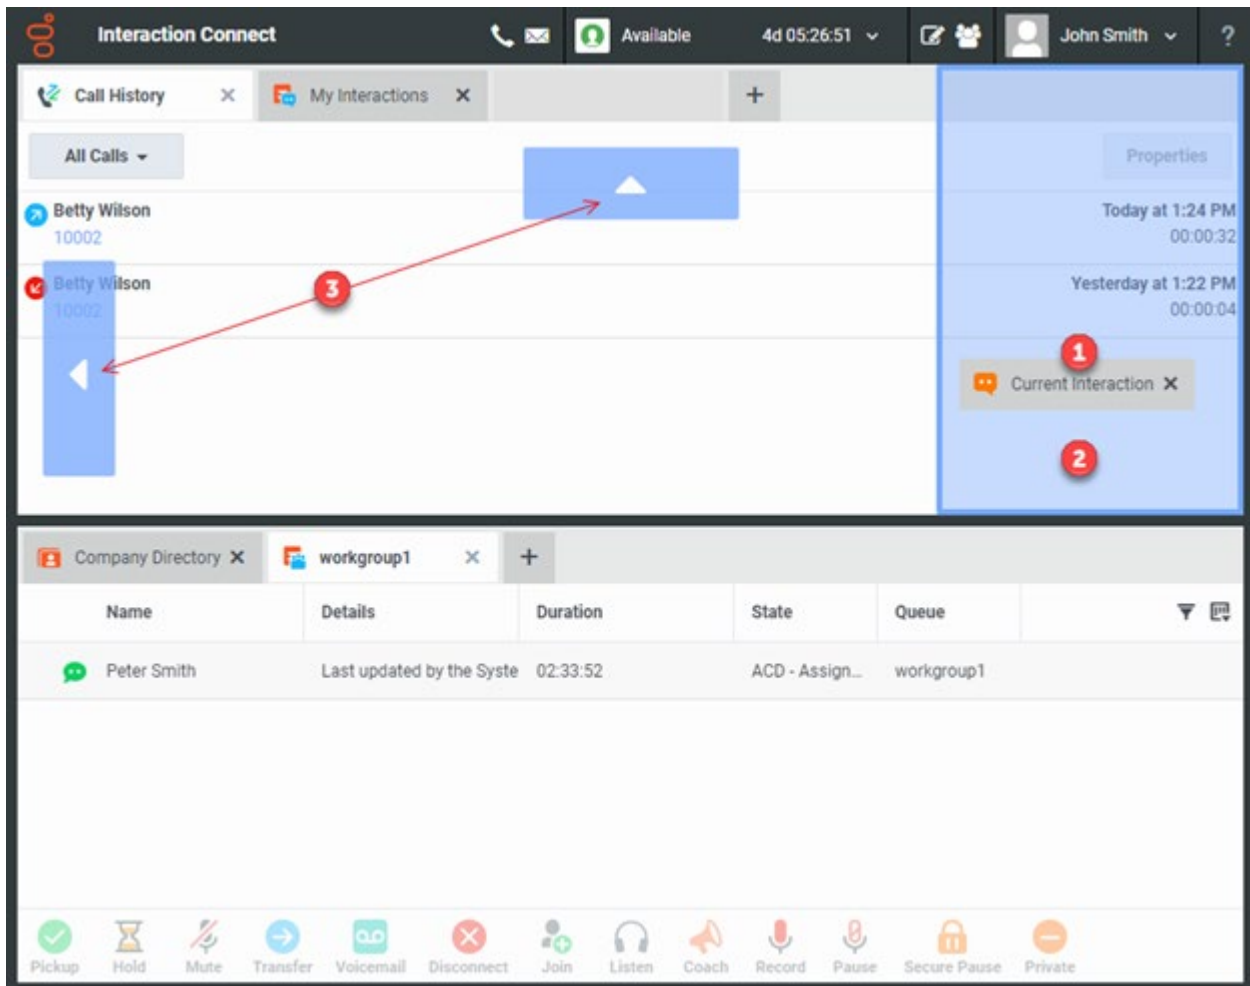 Interaction Connect Available 4d 05:26:51 John Smith ?
Call History × My Interactions × +
All Calls Properties
Betty Wilson Today at 1:24 PM
10002 00:00:32
Betty Wilson Yesterday at 1:22 PM
10002 00:00:04
3
1
Current Interaction ×
2
Company Directory × workgroup1 × +
Name Details Duration State Queue
Peter Smith Last updated by the Syste 02:33:52 ACD - Assign... workgroup1
Pickup Hold Mute Transfer Voicemail Disconnect Join Listen Coach Record Pause Secure Pause Private